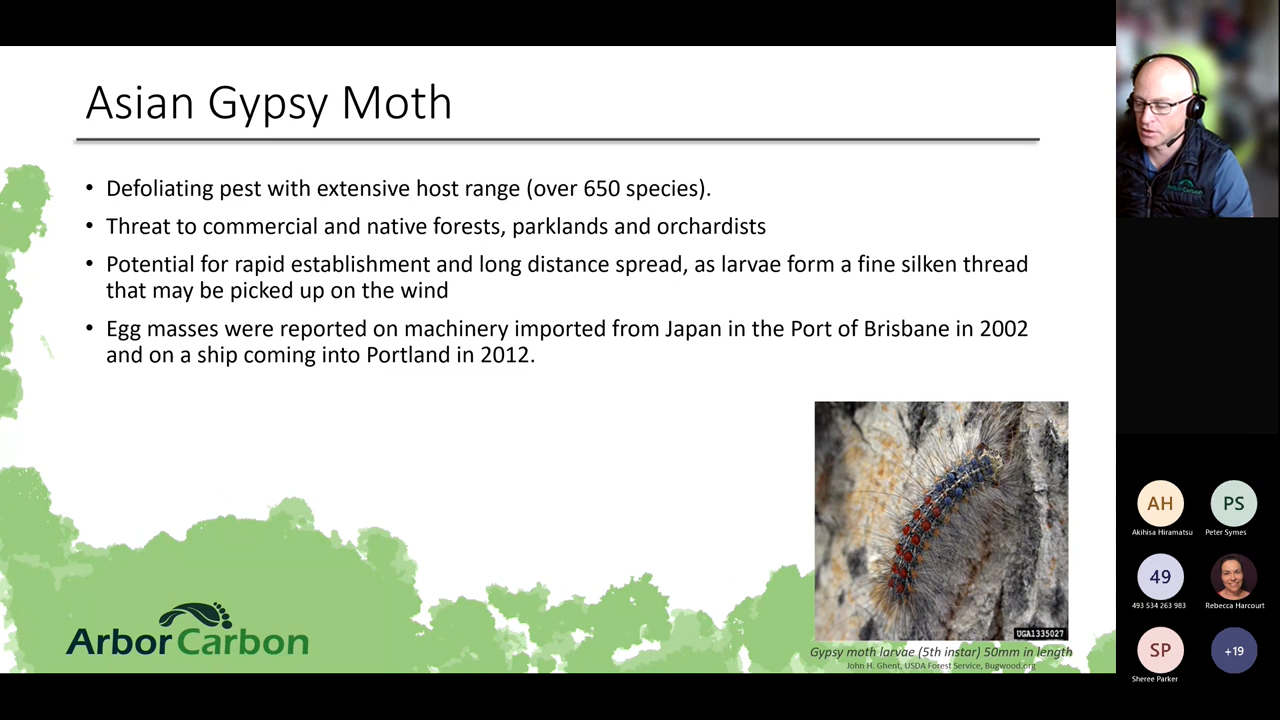 Asian Gypsy Moth
• Defoliating pest with extensive host range (over 650 species).
• Threat to commercial and native forests, parklands and orchardists
• Potential for rapid establishment and long distance spread, as larvae form a fine silken thread
that may be picked up on the wind
• Egg masses were reported on machinery imported from Japan in the Port of Brisbane in 2002
and on a ship coming into Portland in 2012.
UGA1335027
Gypsy moth larvae (5th instar) 50mm in length
John H. Ghent, USDA Forest Service, Bugwood.org
ArborCarbon
ArborCarbon
AH
PS
Akihisa Hiramatsu
Peter Symes
49
493 534 263 983
Rebecca Harcourt
SP
+19
Sheree Parker